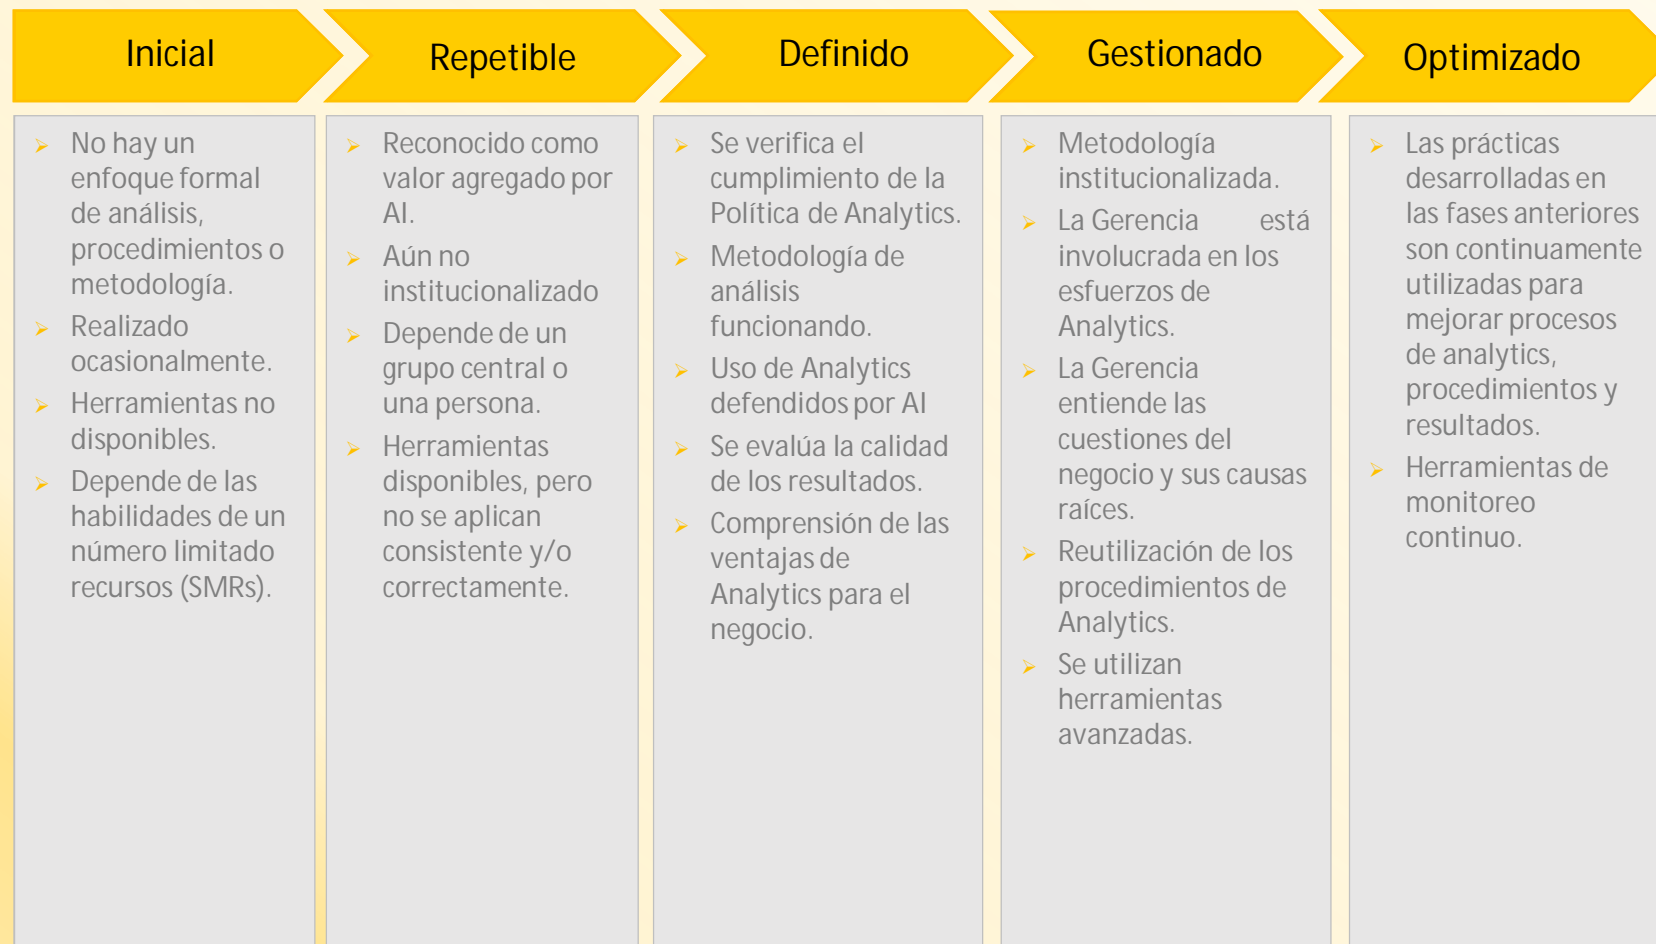 Inicial
Repetible
Definido
Gestionado
Optimizado
No hay un
enfoque formal
de análisis,
procedimientos o
metodología.
Realizado
ocasionalmente.
Herramientas no
disponibles.
Depende de las
habilidades de un
número limitado
recursos (SMRs).
Reconocido como
valor agregado por
AI.
Aún no
institucionalizado
Depende de un
grupo central o
una persona.
Herramientas
disponibles, pero
no se aplican
consistente y/o
correctamente.
Se verifica el
cumplimiento de la
Política de Analytics.
Metodología de
análisis
funcionando.
Uso de Analytics
defendidos por AI
Se evalúa la calidad
de los resultados.
Comprensión de las
ventajas de
Analytics para el
negocio.
Metodología
institucionalizada.
La Gerencia está
involucrada en los
esfuerzos de
Analytics.
La Gerencia
entiende las
cuestiones del
negocio y sus causas
raíces.
Reutilización de los
procedimientos de
Analytics.
Se utilizan
herramientas
avanzadas.
Las prácticas
desarrolladas en
las fases anteriores
son continuamente
utilizadas para
mejorar procesos
de analytics,
procedimientos y
resultados.
Herramientas de
monitoreo
continuo.